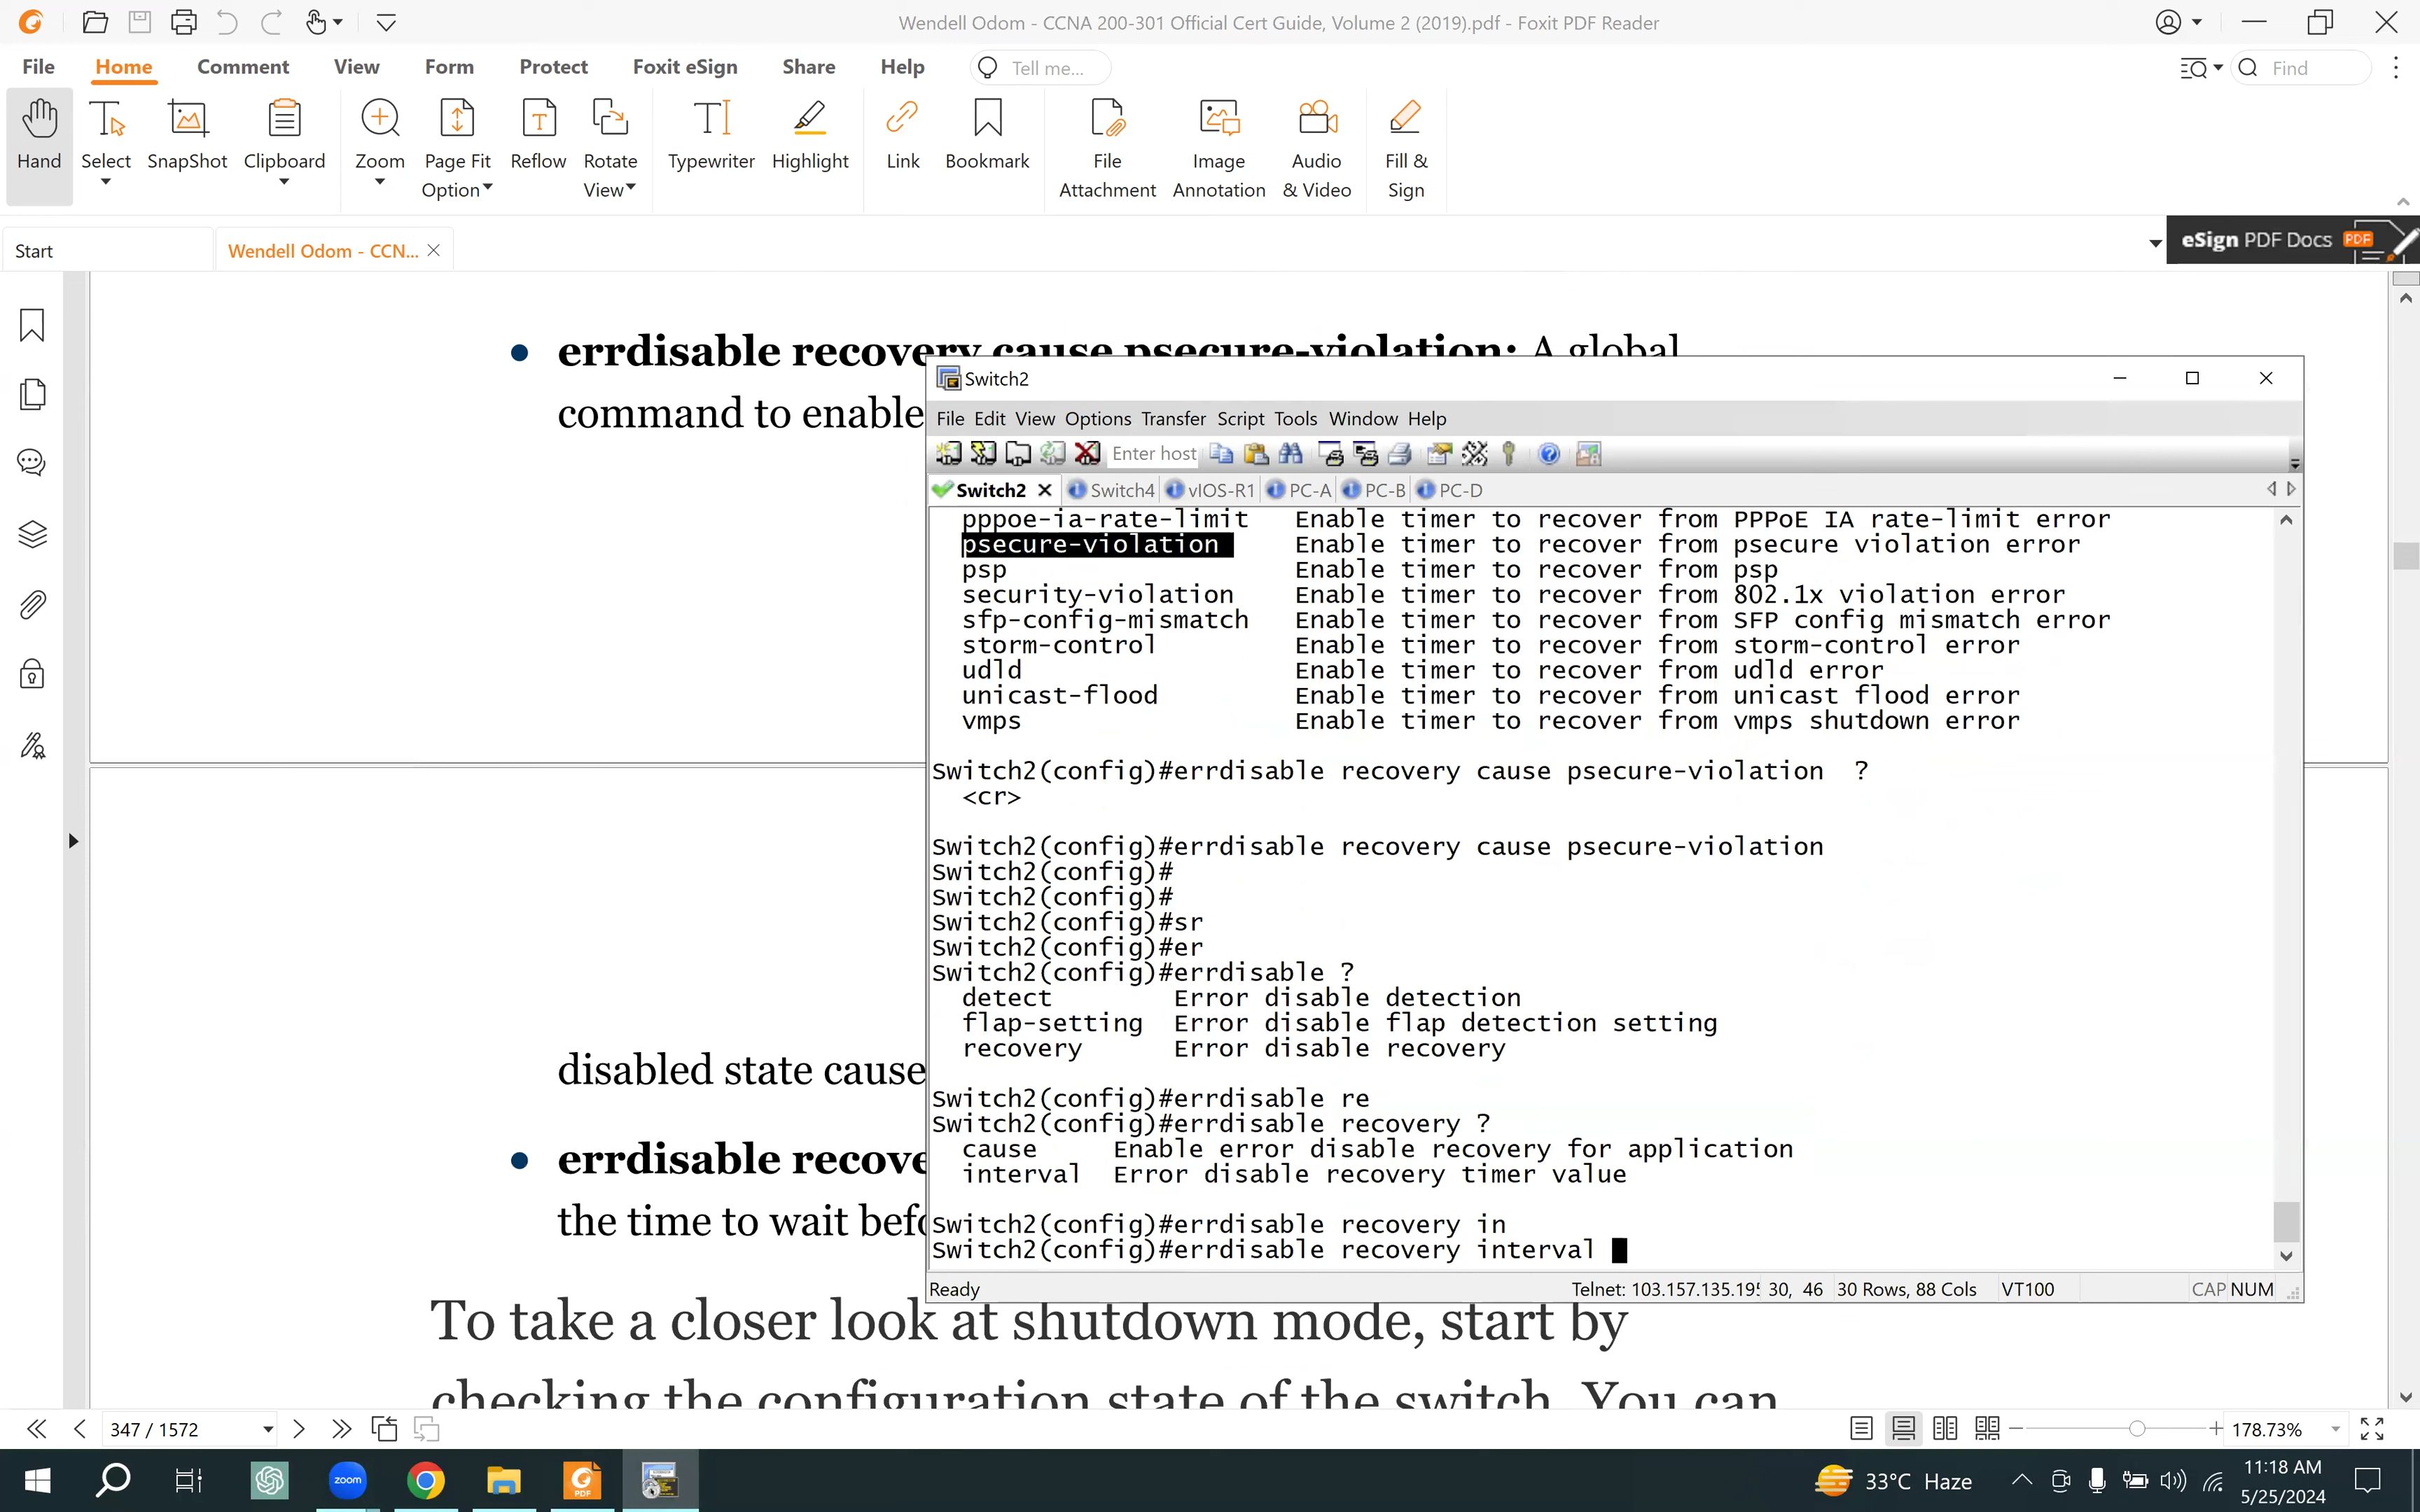 Wendell Odom - CCNA 200-301 Official Cert Guide, Volume 2 (2019).pdf - Foxit PDF Reader
File Home Comment View Form Protect Foxit eSign Share Help Tell me... Find
Hand Select SnapShot Clipboard Zoom Page Fit Option Reflow Rotate View Typewriter Highlight Link Bookmark File Attachment Image Annotation Audio & Video Fill & Sign
Start Wendell Odom - CCN... eSign PDF Docs PDF
• errdisable recovery cause psecure-violation: A global
command to enable
Switch2
File Edit View Options Transfer Script Tools Window Help
Enter host
Switch2 Switch4 vIOS-R1 PC-A PC-B PC-D
pppoe-ia-rate-limit Enable timer to recover from PPPoE IA rate-limit error
psecure-violation Enable timer to recover from psecure violation error
psp Enable timer to recover from psp
security-violation Enable timer to recover from 802.1x violation error
sfp-config-mismatch Enable timer to recover from SFP config mismatch error
storm-control Enable timer to recover from storm-control error
udld Enable timer to recover from udld error
unicast-flood Enable timer to recover from unicast flood error
vmps Enable timer to recover from vmps shutdown error
Switch2(config)#errdisable recovery cause psecure-violation ?
<cr>
Switch2(config)#errdisable recovery cause psecure-violation
Switch2(config)#
Switch2(config)#
Switch2(config)#sr
Switch2(config)#er
Switch2(config)#errdisable ?
detect Error disable detection
flap-setting Error disable flap detection setting
recovery Error disable recovery
Switch2(config)#errdisable re
Switch2(config)#errdisable recovery ?
cause Enable error disable recovery for application
interval Error disable recovery timer value
Switch2(config)#errdisable recovery in
Switch2(config)#errdisable recovery interval
Ready Telnet: 103.157.135.195 30, 46 30 Rows, 88 Cols VT100 CAP NUM
disabled state cause
• errdisable recove
the time to wait befo
To take a closer look at shutdown mode, start by
checking the configuration state of the switch. You can
347 / 1572 178.73%
zoom PDF 33°C Haze 11:18 AM
5/25/2024